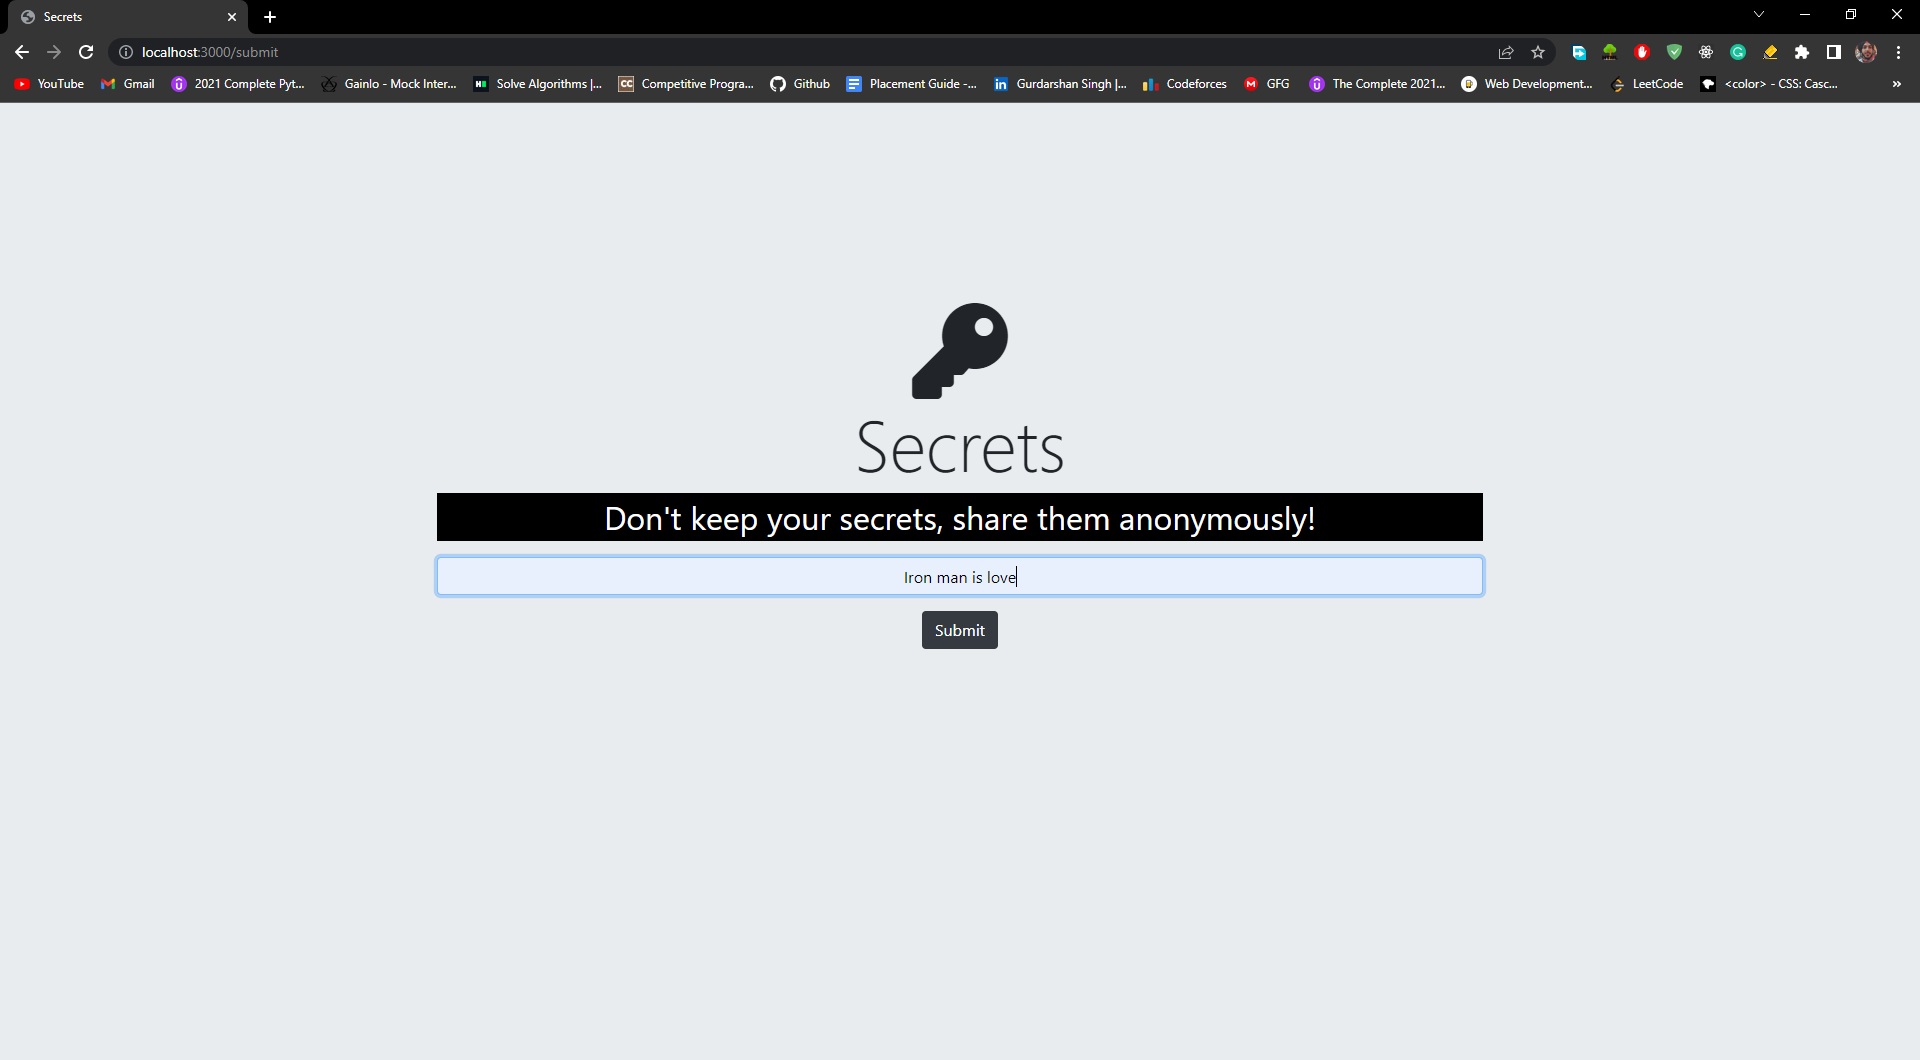 Secrets
localhost:3000/submit
YouTube
Gmail
2021 Complete Pyt...
Gainlo - Mock Inter...
Solve Algorithms |...
Competitive Progra...
Github
Placement Guide -...
Gurdarshan Singh |...
Codeforces
GFG
The Complete 2021...
Web Development...
LeetCode
<color> - CSS: Casc...
Secrets
Don't keep your secrets, share them anonymously!
Iron man is love
Submit